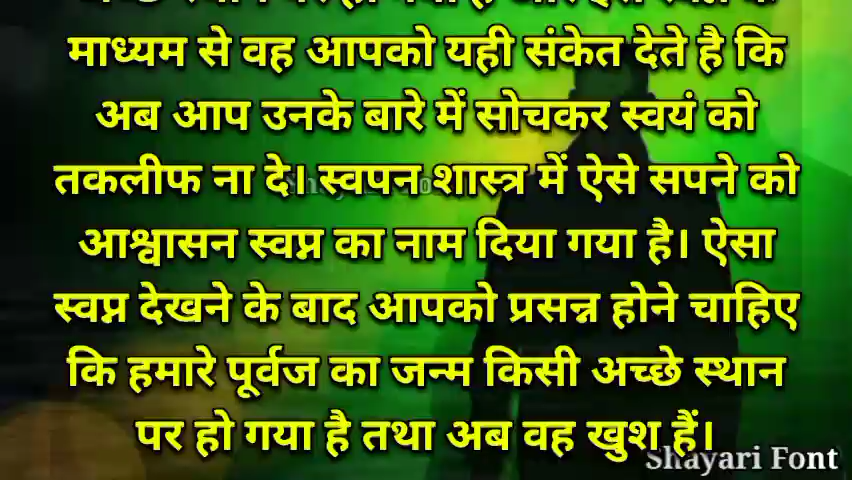 माध्यम से वह आपको यही संकेत देते है कि
अब आप उनके बारे में सोचकर स्वयं को
तकलीफ ना दे। स्वपन शास्त्र में ऐसे सपने को
आश्वासन स्वप्न का नाम दिया गया है। ऐसा
स्वप्न देखने के बाद आपको प्रसन्न होने चाहिए
कि हमारे पूर्वज का जन्म किसी अच्छे स्थान
पर हो गया है तथा अब वह खुश हैं।
Shayari Font